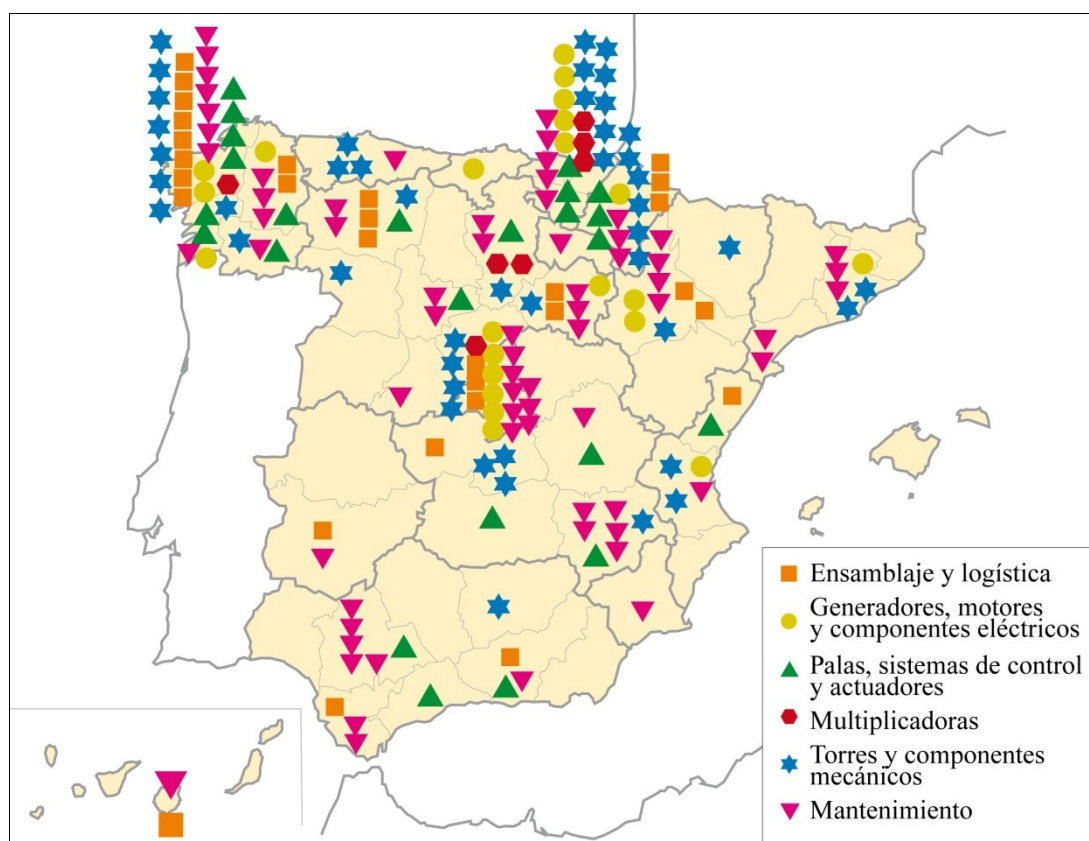 Ensamblaje y logística
Generadores, motores
y componentes eléctricos
Palas, sistemas de control
y actuadores
Multiplicadoras
Torres y componentes
mecánicos
Mantenimiento